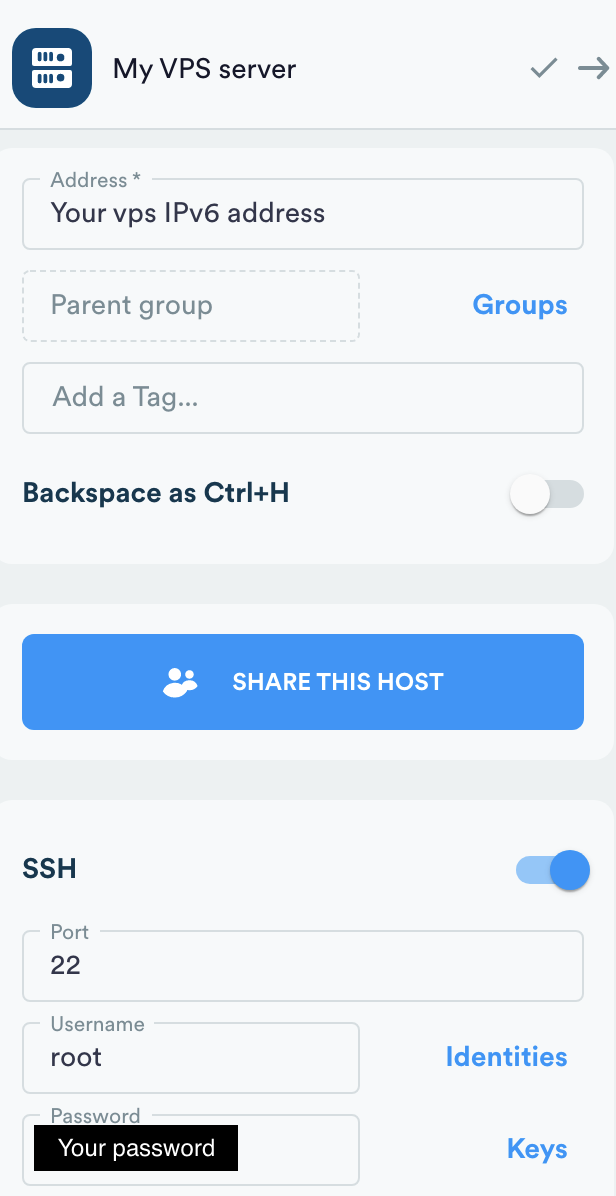 My VPS server
Address *
Your vps IPv6 address
Parent group
Groups
Add a Tag...
Backspace as Ctrl+H
SHARE THIS HOST
SSH
Port
22
Username
root
Identities
Password
Your password
Keys